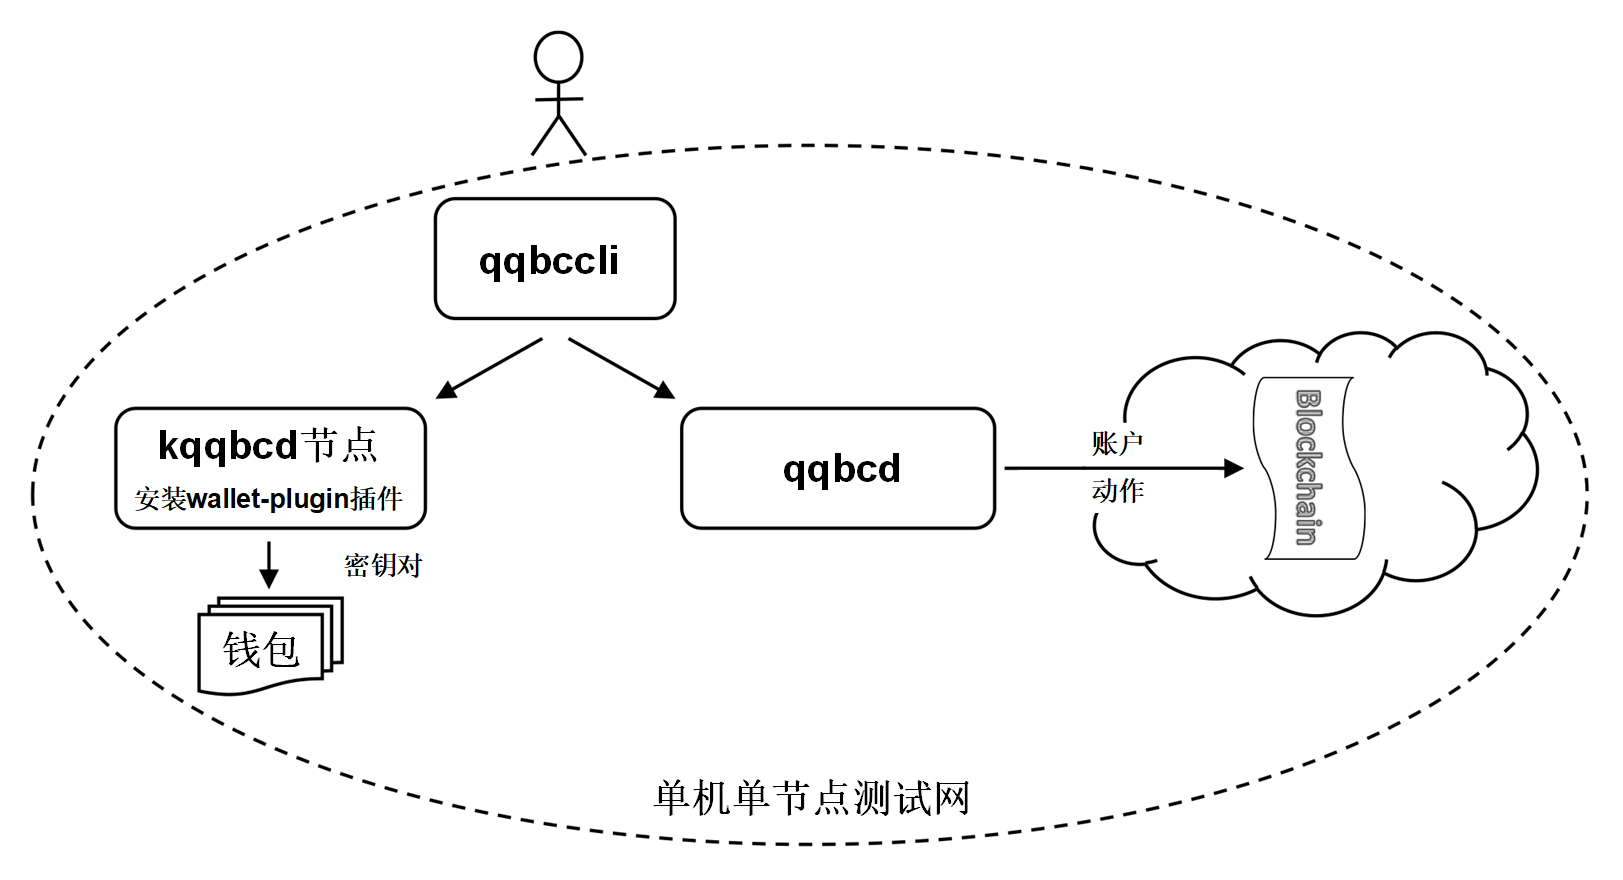 qqbccli
kqqbcd节点
安装wallet-plugin插件
qqbcd
账户
动作
Blockchain
密钥对
钱包
单机单节点测试网